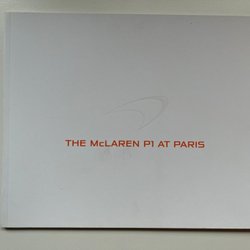 THE McLAREN P1 AT PARIS